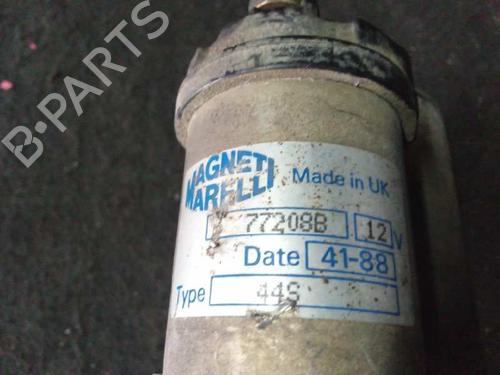 B-PARTS
MAGNETI MARELLI
Made in UK
77208B 12 V
Date 41-88
Type 44S